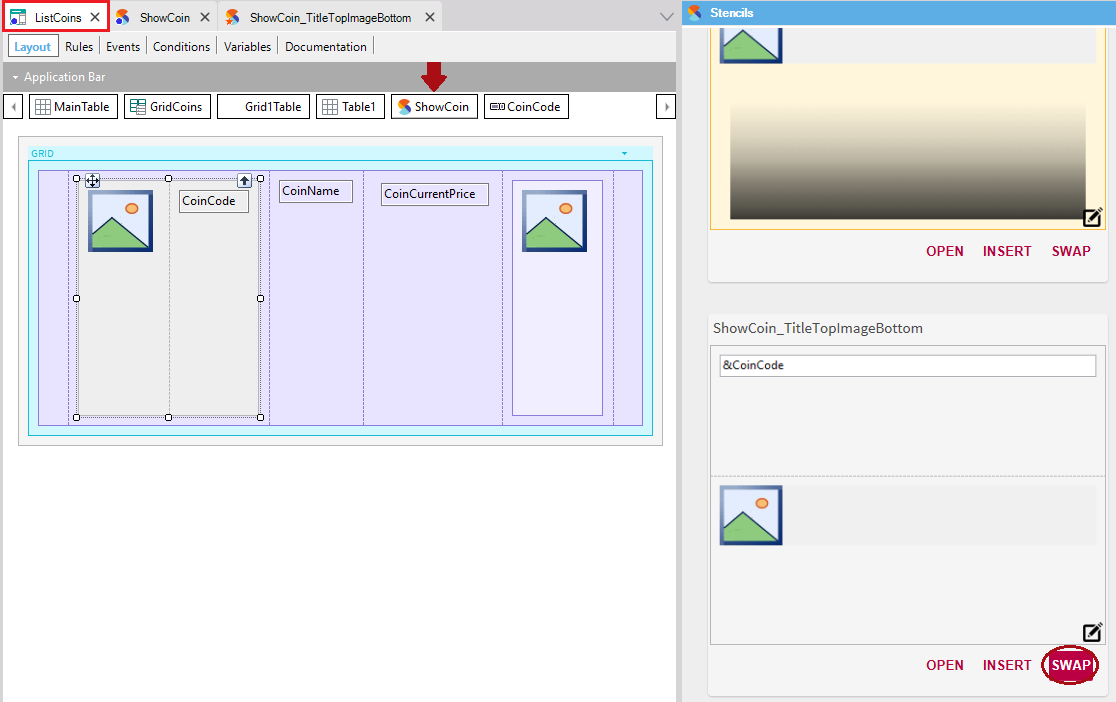 ListCoins
ShowCoin
ShowCoin_TitleTopImageBottom
Stencils
Layout Rules Events Conditions Variables Documentation
Application Bar
MainTable GridCoins Grid1Table Table1 ShowCoin CoinCode
GRID
CoinCode
CoinName
CoinCurrentPrice
OPEN INSERT SWAP
ShowCoin_TitleTopImageBottom
&CoinCode
OPEN INSERT SWAP